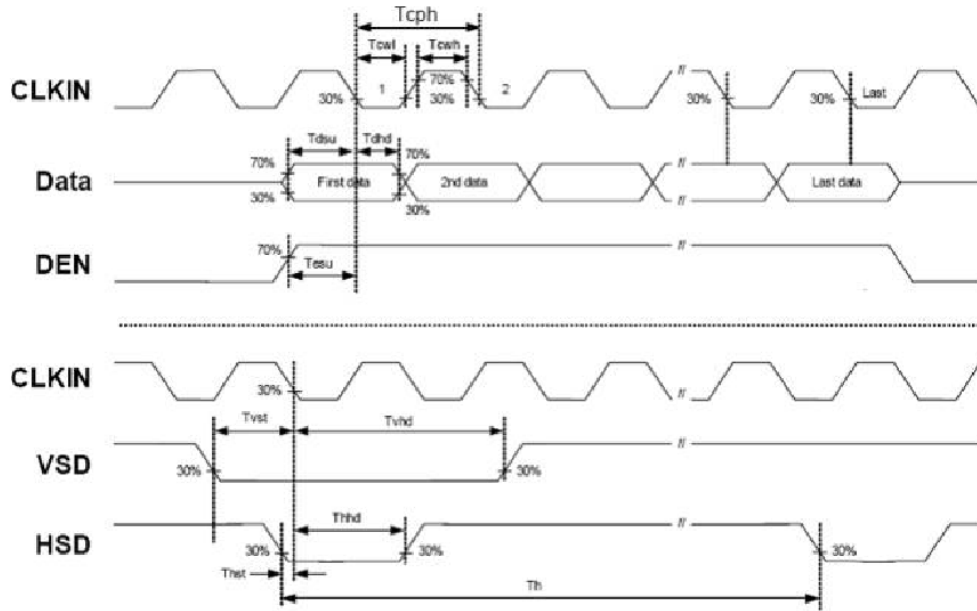 Tcph
Tcwl Tcwh
CLKIN 30% 1 70% 30% 2 // 30% 30% Last
Tdsu Tdhd
70% 70%
Data First data 2nd data // Last data
30% 30%
DEN 70% //
Tesu
CLKIN 30% //
Tvst Tvhd
VSD 30% 30% //
Thhd
HSD 30% 30% // 30%
Thst
Th